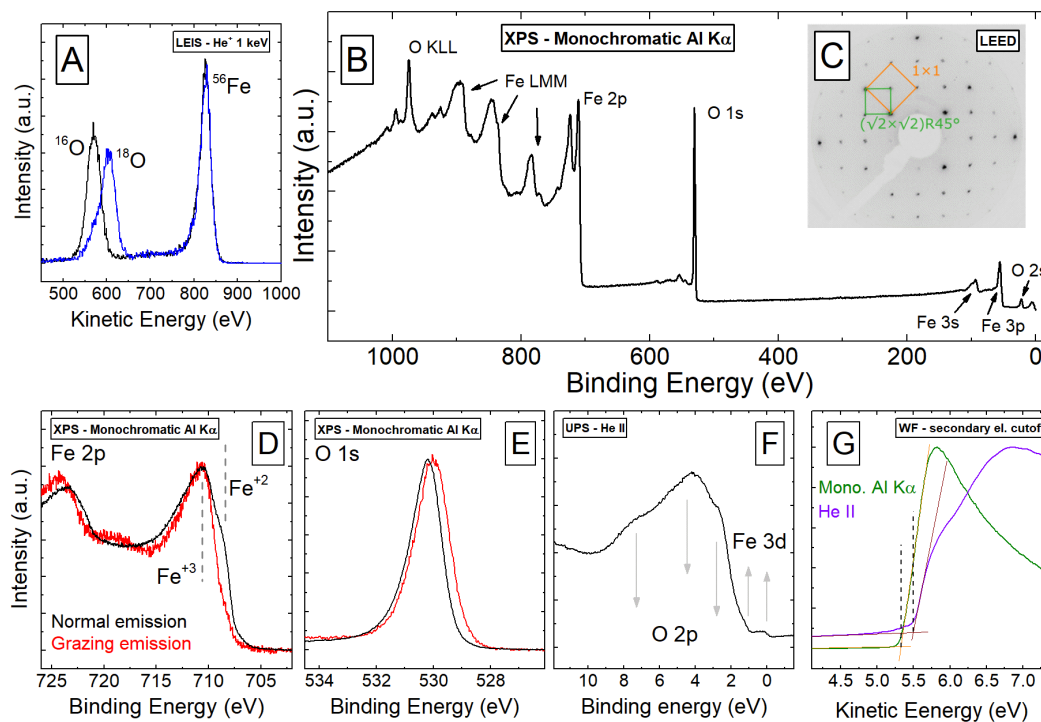 A
LEIS - He⁺ 1 keV
¹⁶O
¹⁸O
⁵⁶Fe
Intensity (a.u.)
500 600 700 800 900 1000
Kinetic Energy (eV)
B
XPS - Monochromatic Al Kα
O KLL
Fe LMM
Fe 2p
O 1s
Fe 3s
Fe 3p
O 2s
Intensity (a.u.)
1000 800 600 400 200 0
Binding Energy (eV)
C
LEED
1×1
(√2×√2)R45°
XPS - Monochromatic Al Kα
D
Fe 2p
Fe⁺²
Fe⁺³
Normal emission
Grazing emission
Intensity (a.u.)
725 720 715 710 705
Binding Energy (eV)
XPS - Monochromatic Al Kα
E
O 1s
534 532 530 528 526
Binding Energy (eV)
UPS - He II
F
Fe 3d
O 2p
10 8 6 4 2 0
Binding energy (eV)
WF - secondary el. cutoff
G
Mono. Al Kα
He II
4.5 5.0 5.5 6.0 6.5 7.0
Kinetic Energy (eV)